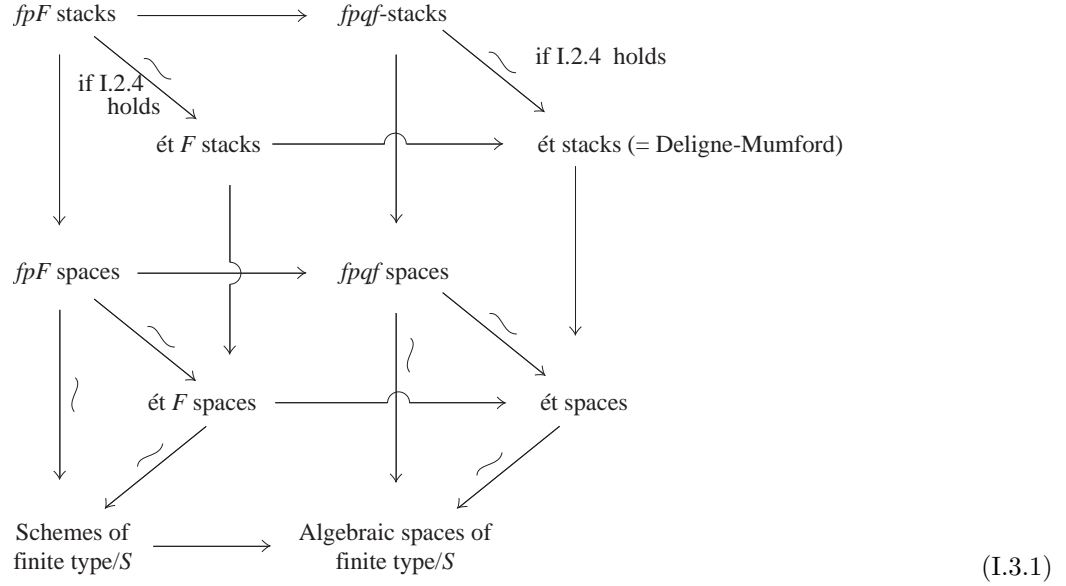 fpF stacks fpqf-stacks
if I.2.4 holds
if I.2.4
holds
ét F stacks ét stacks (= Deligne-Mumford)
fpF spaces fpqf spaces
ét F spaces ét spaces
Schemes of Algebraic spaces of
finite type/S finite type/S
(I.3.1)